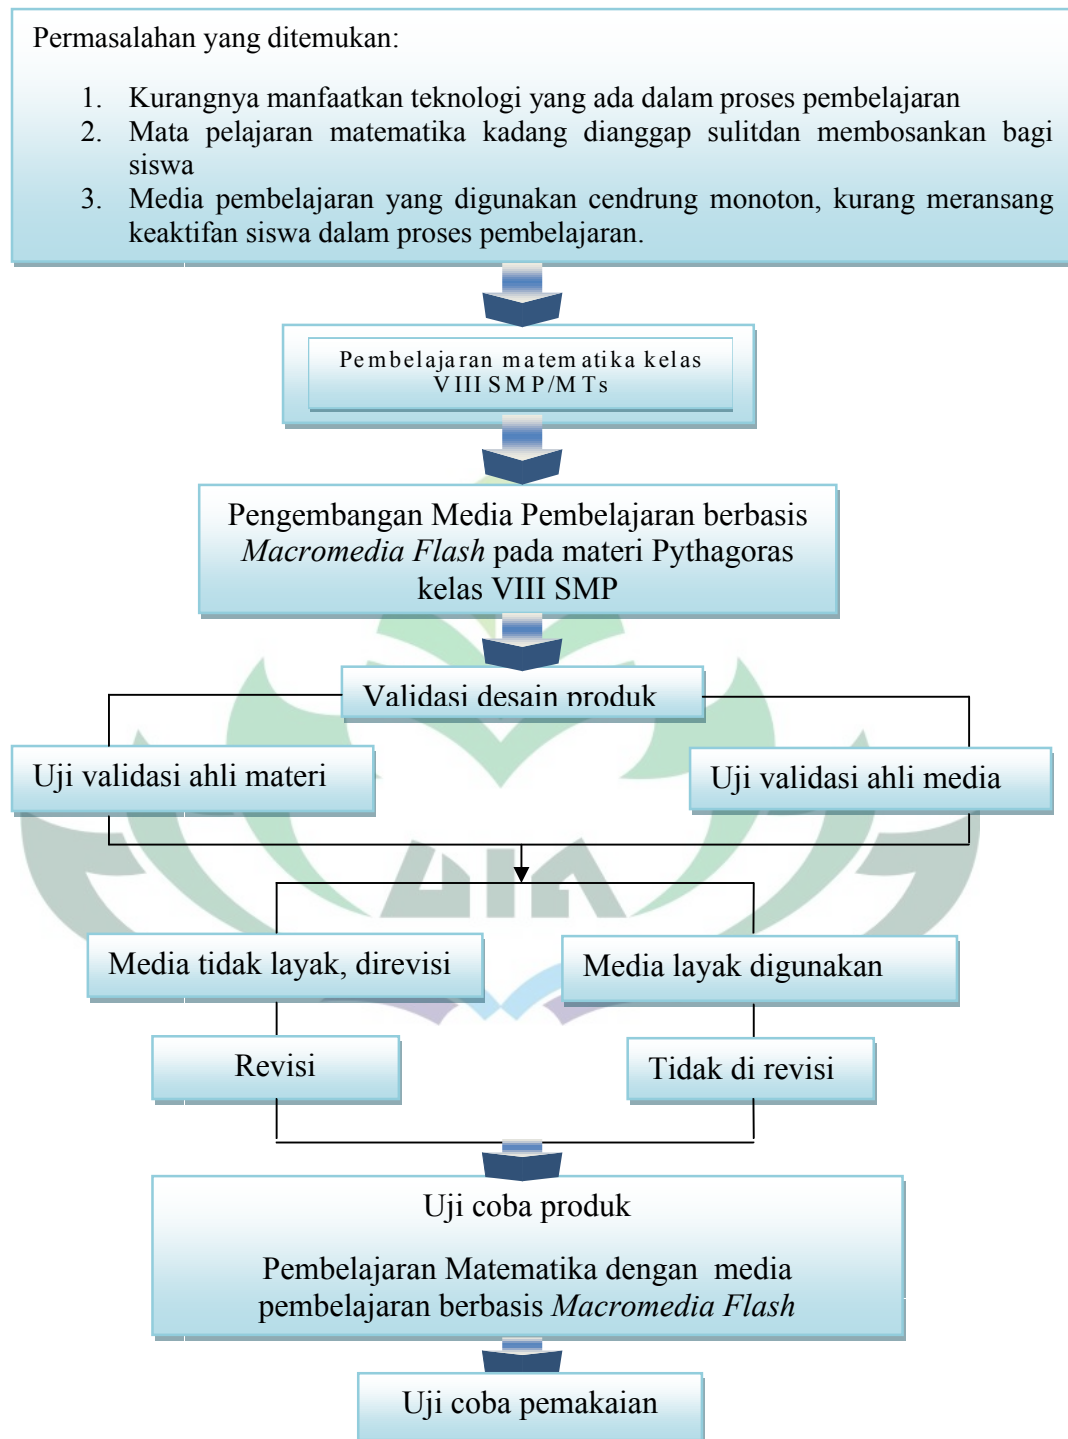 Permasalahan yang ditemukan:
1. Kurangnya manfaatkan teknologi yang ada dalam proses pembelajaran
2. Mata pelajaran matematika kadang dianggap sulitdan membosankan bagi
siswa
3. Media pembelajaran yang digunakan cendrung monoton, kurang meransang
keaktifan siswa dalam proses pembelajaran.
Pembelajaran matematika kelas
VIII SMP/MTs
Pengembangan Media Pembelajaran berbasis
Macromedia Flash pada materi Pythagoras
kelas VIII SMP
Validasi desain produk
Uji validasi ahli materi
Uji validasi ahli media
Media tidak layak, direvisi
Media layak digunakan
Revisi
Tidak di revisi
Uji coba produk
Pembelajaran Matematika dengan media
pembelajaran berbasis Macromedia Flash
Uji coba pemakaian